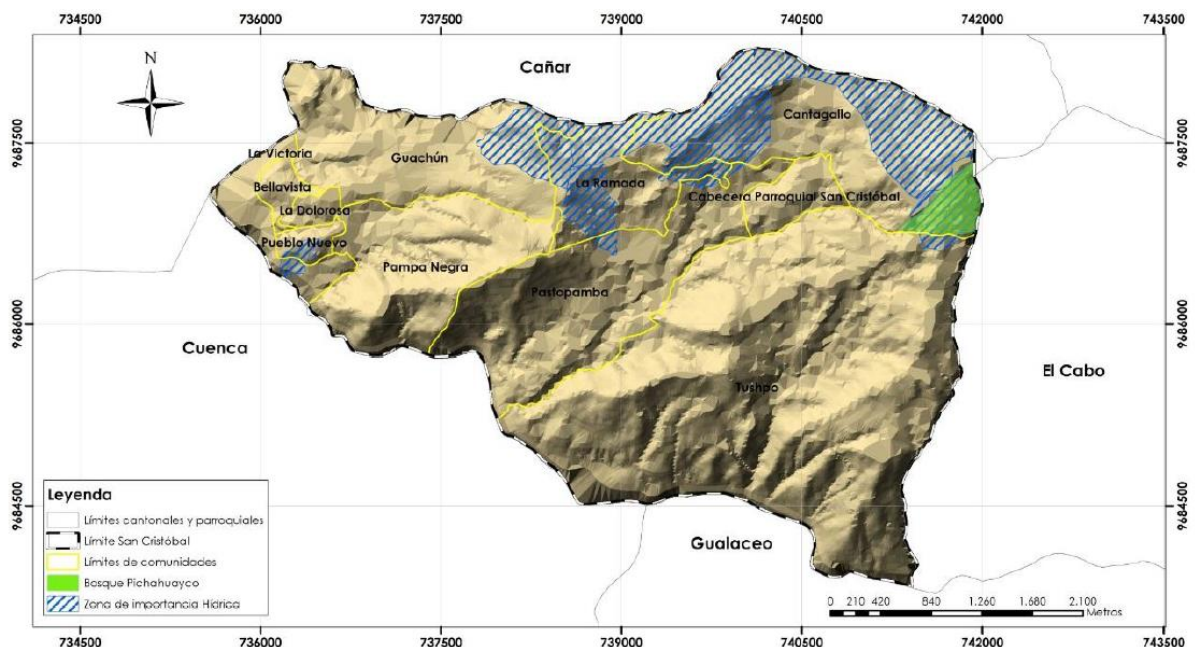 734500 736000 737500 739000 740500 742000 743500
N
Cañar
Cantagallo
9687500 9687500
La Victoria
Guachún
Bellavista
La Ramada
Cabecera Parroquial San Cristóbal
La Dolorosa
Pueblo Nuevo
Pampa Negra
Pastopamba
9686000 9686000
Cuenca
El Cabo
Tushpo
Leyenda
Límites cantonales y parroquiales
Límite San Cristóbal
Límites de comunidades
Bosque Pichahuayco
Zona de importancia Hídrica
9684500 9684500
Gualaceo
0 210 420 840 1.260 1.680 2.100
Metros
734500 736000 737500 739000 740500 742000 743500